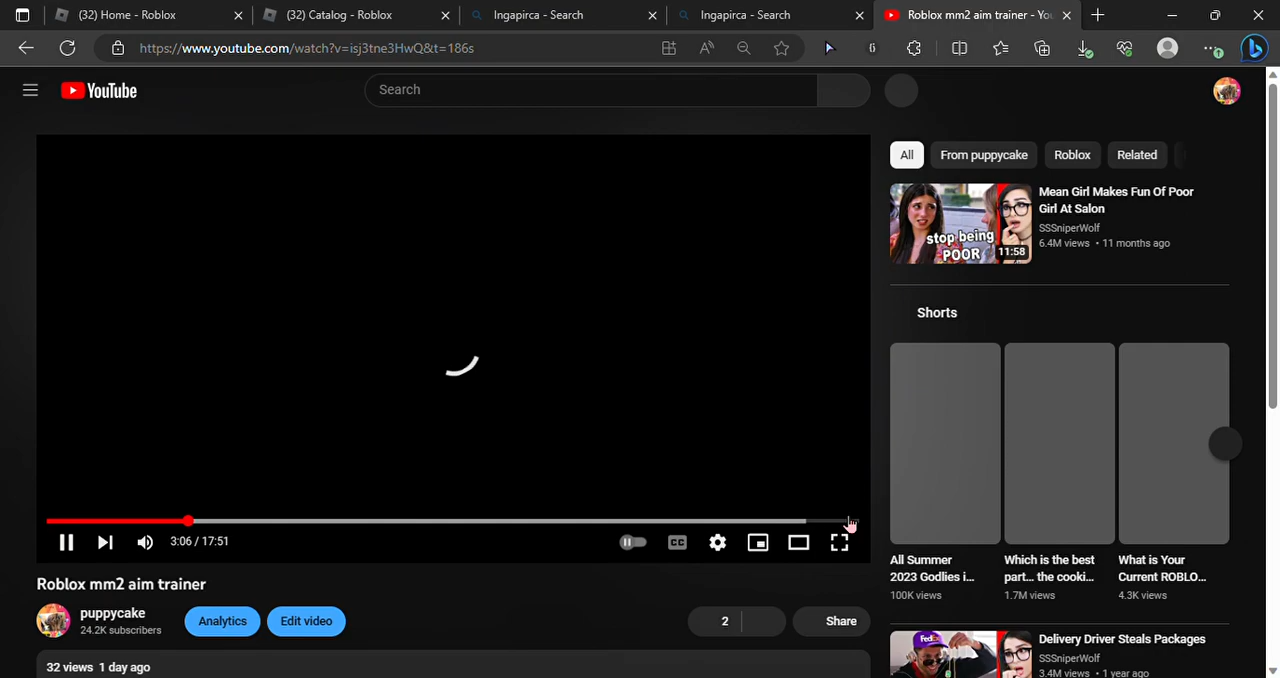 (32) Home - Roblox
(32) Catalog - Roblox
Ingapirca - Search
Ingapirca - Search
Roblox mm2 aim trainer - Yo
https://www.youtube.com/watch?v=isj3tne3HwQ&t=186s
YouTube
Search
All
From puppycake
Roblox
Related
stop being
POOR
11:58
Mean Girl Makes Fun Of Poor
Girl At Salon
SSSniperWolf
6.4M views • 11 months ago
Shorts
3:06 / 17:51
CC
All Summer
2023 Godlies i...
100K views
Which is the best
part... the cooki...
1.7M views
What is Your
Current ROBLO...
4.3K views
Roblox mm2 aim trainer
puppycake
24.2K subscribers
Analytics
Edit video
2
Share
32 views 1 day ago
FedEx
Delivery Driver Steals Packages
SSSniperWolf
3.4M views • 1 year ago